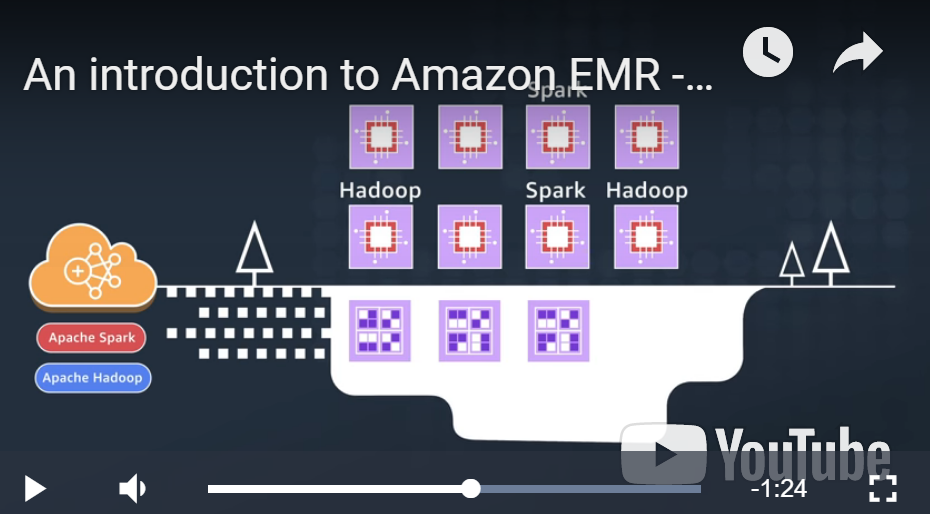 An introduction to Amazon EMR -...
Spark
Hadoop Spark Hadoop
Apache Spark
Apache Hadoop
YouTube
-1:24